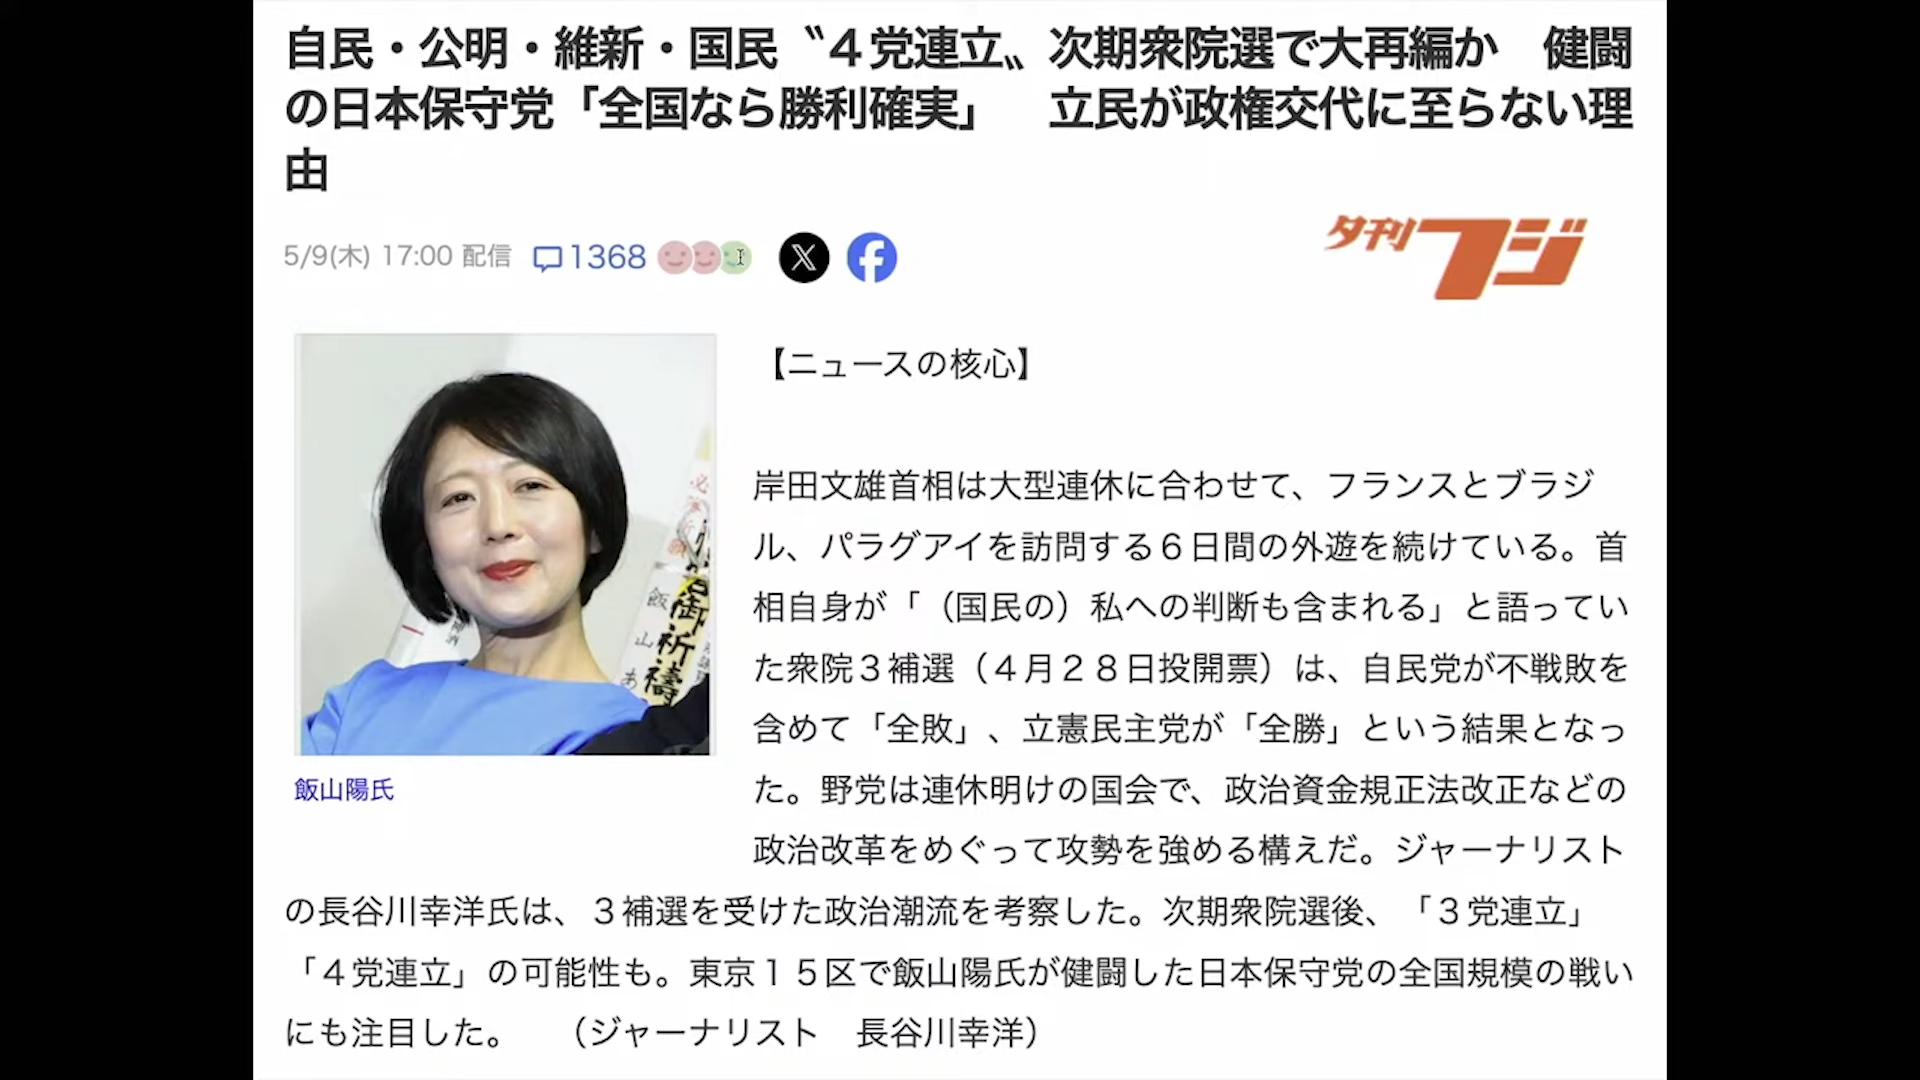 自民・公明・維新・国民〝４党連立〟次期衆院選で大再編か　健闘
の日本保守党「全国なら勝利確実」　立民が政権交代に至らない理
由
5/9(木) 17:00 配信 1368
夕刊フジ
【ニュースの核心】
岸田文雄首相は大型連休に合わせて、フランスとブラジ
ル、パラグアイを訪問する６日間の外遊を続けている。首
相自身が「（国民の）私への判断も含まれる」と語ってい
た衆院３補選（４月２８日投開票）は、自民党が不戦敗を
含めて「全敗」、立憲民主党が「全勝」という結果となっ
た。野党は連休明けの国会で、政治資金規正法改正などの
政治改革をめぐって攻勢を強める構えだ。ジャーナリスト
の長谷川幸洋氏は、３補選を受けた政治潮流を考察した。次期衆院選後、「３党連立」
「４党連立」の可能性も。東京１５区で飯山陽氏が健闘した日本保守党の全国規模の戦い
にも注目した。　（ジャーナリスト　長谷川幸洋）
飯山陽氏
御祈禱
飯山あ
必